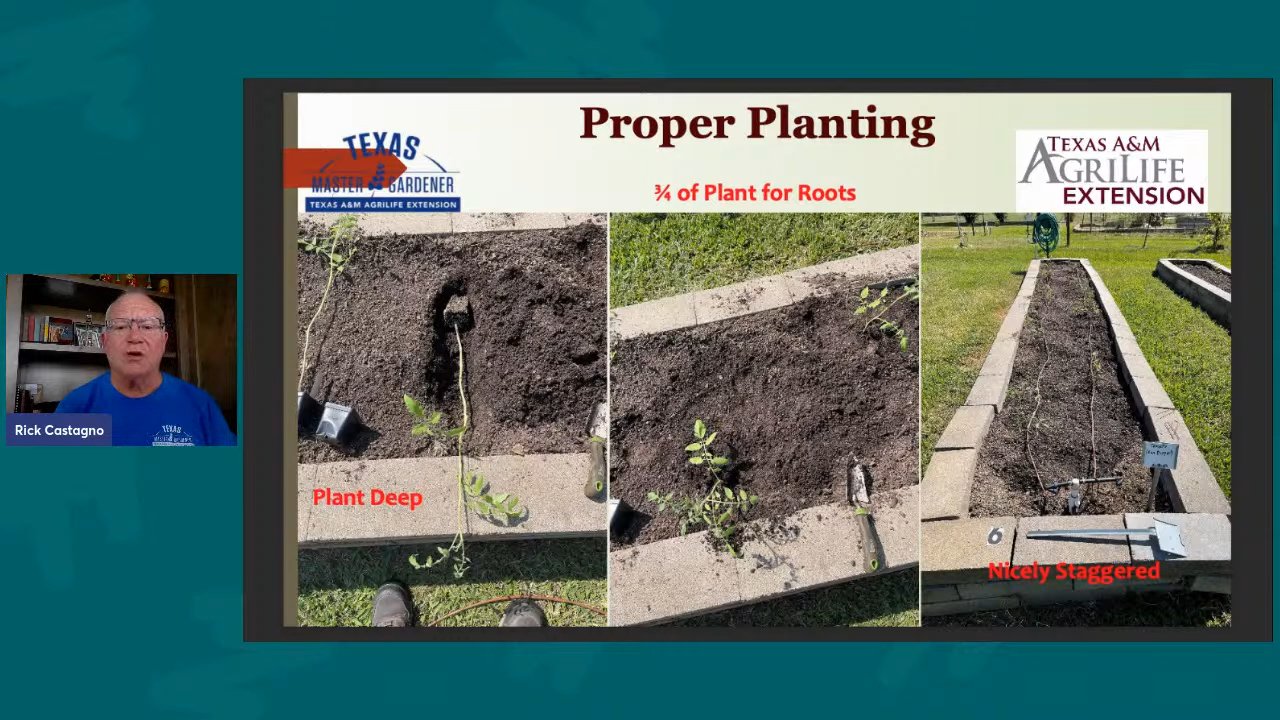 Proper Planting
TEXAS
MASTER GARDENER
TEXAS A&M AGRILIFE EXTENSION
¾ of Plant for Roots
TEXAS A&M
AGRILIFE
EXTENSION
Rick Castagno
TEXAS
Plant Deep
6
Nicely Staggered